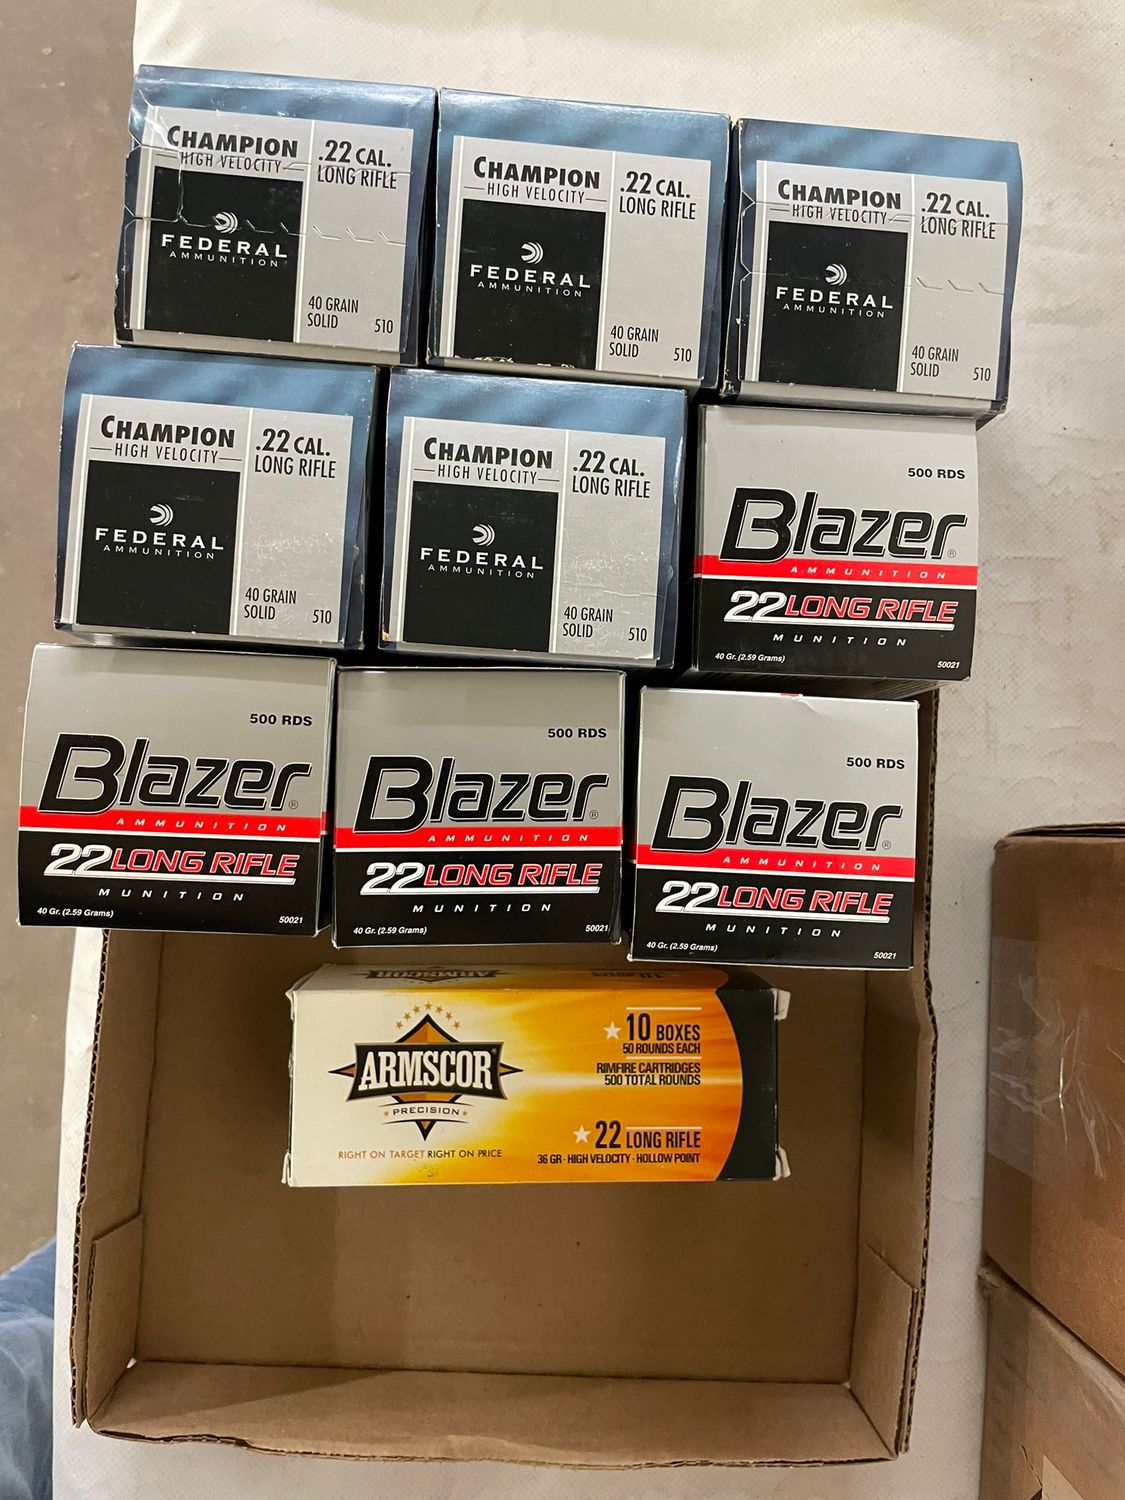 CHAMPION
HIGH VELOCITY
.22 CAL.
LONG RIFLE
FEDERAL
AMMUNITION
40 GRAIN
SOLID
510
CHAMPION
HIGH VELOCITY
.22 CAL.
LONG RIFLE
FEDERAL
AMMUNITION
40 GRAIN
SOLID
510
CHAMPION
HIGH VELOCITY
.22 CAL.
LONG RIFLE
FEDERAL
AMMUNITION
40 GRAIN
SOLID
510
CHAMPION
HIGH VELOCITY
.22 CAL.
LONG RIFLE
FEDERAL
AMMUNITION
40 GRAIN
SOLID
510
CHAMPION
HIGH VELOCITY
.22 CAL.
LONG RIFLE
FEDERAL
AMMUNITION
40 GRAIN
SOLID
510
500 RDS
Blazer®
AMMUNITION
22 LONG RIFLE
MUNITION
40 Gr. (2.59 Grams)
50021
500 RDS
Blazer®
AMMUNITION
22 LONG RIFLE
MUNITION
40 Gr. (2.59 Grams)
50021
500 RDS
Blazer®
AMMUNITION
22 LONG RIFLE
MUNITION
40 Gr. (2.59 Grams)
50021
500 RDS
Blazer®
AMMUNITION
22 LONG RIFLE
MUNITION
40 Gr. (2.59 Grams)
50021
ARMSCOR
ARMSCOR®
PRECISION
RIGHT ON TARGET RIGHT ON PRICE
10 BOXES
50 ROUNDS EACH
RIMFIRE CARTRIDGES
500 TOTAL ROUNDS
22 LONG RIFLE
36 GR · HIGH VELOCITY · HOLLOW POINT